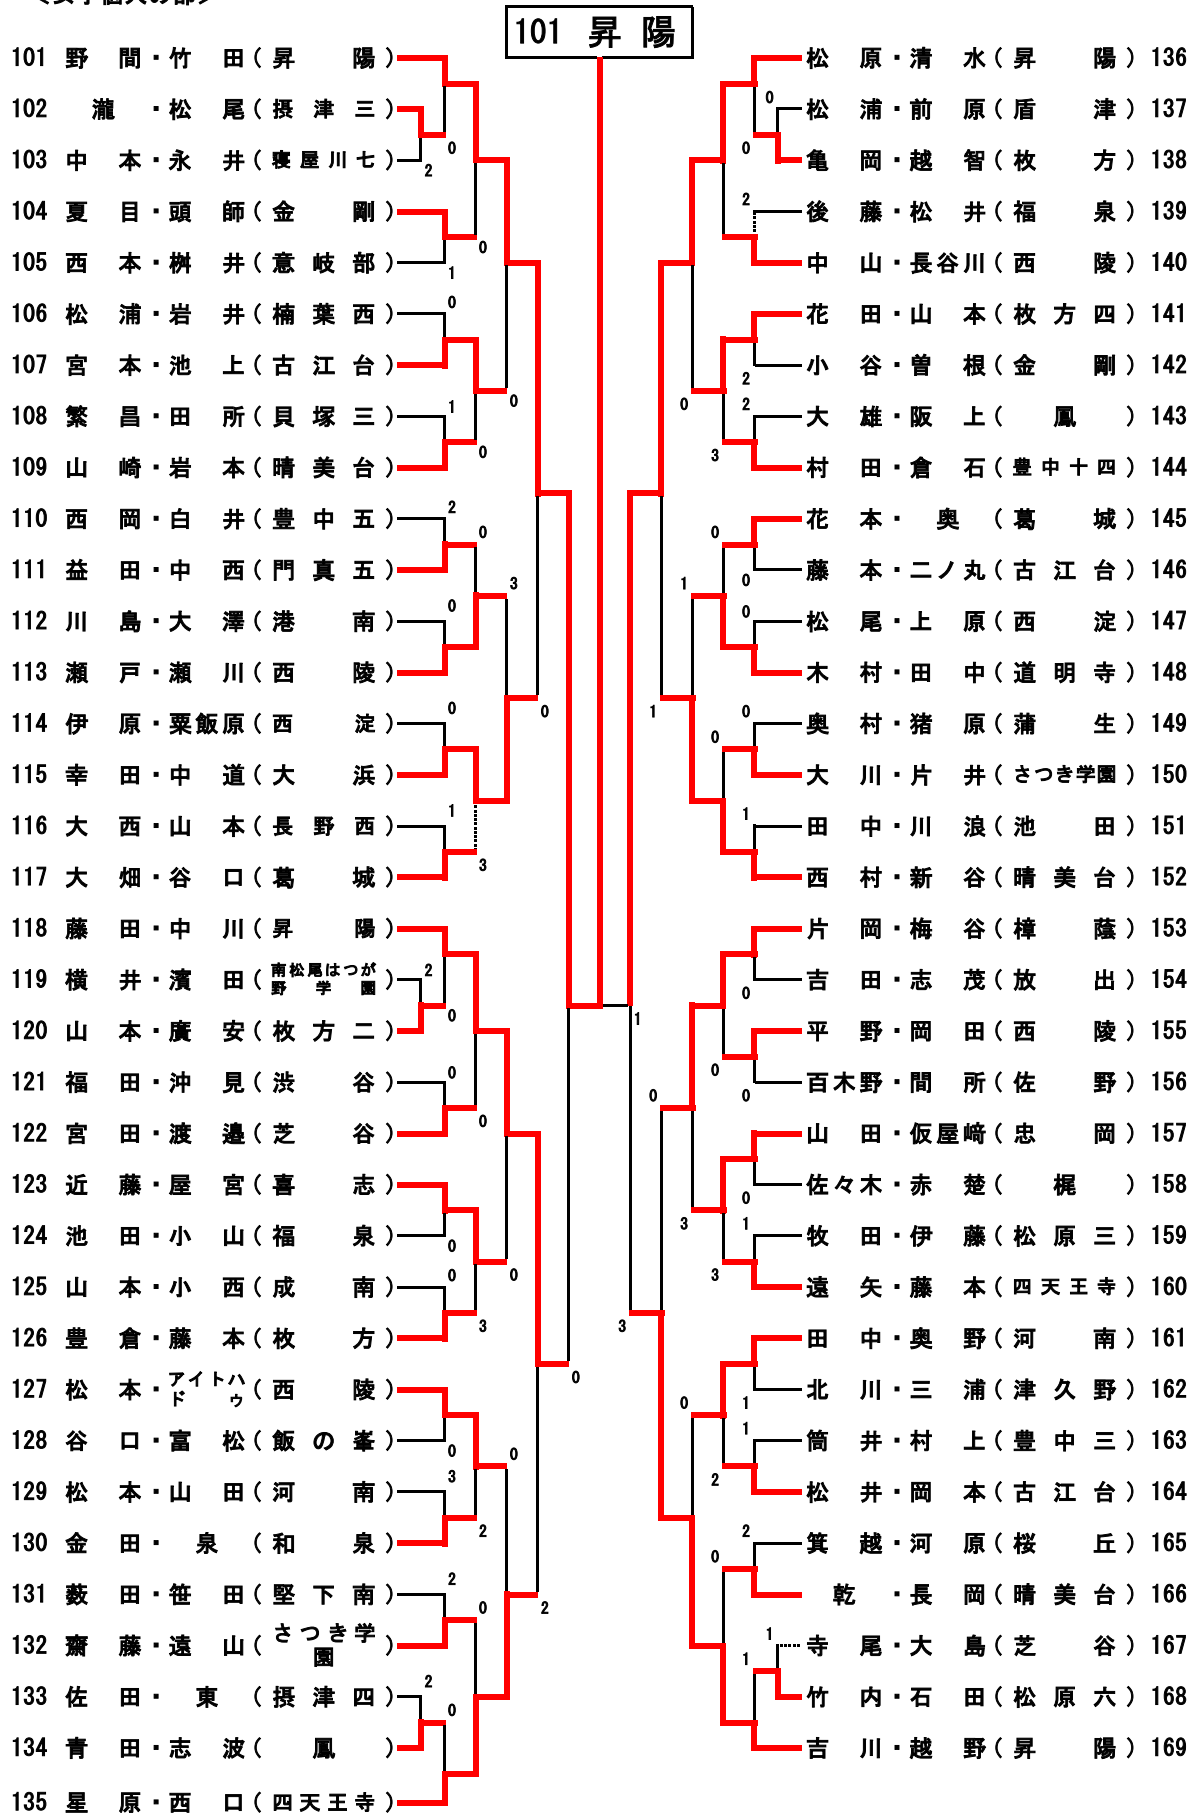 101 昇 陽
101 野 間・竹 田(昇 陽)
102 瀧 ・松 尾(摂 津 三)
103 中 本・永 井(寝 屋 川 七)
104 夏 目・頭 師(金 剛)
105 西 本・桝 井(意 岐 部)
106 松 浦・岩 井(楠 葉 西)
107 宮 本・池 上(古 江 台)
108 繁 昌・田 所(貝 塚 三)
109 山 崎・岩 本(晴 美 台)
110 西 岡・白 井(豊 中 五)
111 益 田・中 西(門 真 五)
112 川 島・大 澤(港 南)
113 瀬 戸・瀬 川(西 陵)
114 伊 原・粟飯原(西 淀)
115 幸 田・中 道(大 浜)
116 大 西・山 本(長 野 西)
117 大 畑・谷 口(葛 城)
118 藤 田・中 川(昇 陽)
119 横 井・濱 田(南松尾はつが野学園)
120 山 本・廣 安(枚 方 二)
121 福 田・沖 見(渋 谷)
122 宮 田・渡 邉(芝 谷)
123 近 藤・屋 宮(喜 志)
124 池 田・小 山(福 泉)
125 山 本・小 西(成 南)
126 豊 倉・藤 本(枚 方)
127 松 本・アイトハドゥ(西 陵)
128 谷 口・富 松(飯 の 峯)
129 松 本・山 田(河 南)
130 金 田・ 泉 (和 泉)
131 薮 田・笹 田(堅 下 南)
132 齋 藤・遠 山(さつき学園)
133 佐 田・ 東 (摂 津 四)
134 青 田・志 波( 鳳 )
135 星 原・西 口(四 天 王 寺)
松 原・清 水(昇 陽)136
松 浦・前 原(盾 津)137
亀 岡・越 智(枚 方)138
後 藤・松 井(福 泉)139
中 山・長谷川(西 陵)140
花 田・山 本(枚 方 四)141
小 谷・曽 根(金 剛)142
大 雄・阪 上( 鳳 )143
村 田・倉 石(豊 中 十 四)144
花 本・ 奥 (葛 城)145
藤 本・二ノ丸(古 江 台)146
松 尾・上 原(西 淀)147
木 村・田 中(道 明 寺)148
奥 村・猪 原(蒲 生)149
大 川・片 井(さつき学園)150
田 中・川 浪(池 田)151
西 村・新 谷(晴 美 台)152
片 岡・梅 谷(樟 蔭)153
吉 田・志 茂(放 出)154
平 野・岡 田(西 陵)155
百木野・間 所(佐 野)156
山 田・仮屋﨑(忠 岡)157
佐々木・赤 楚( 梶 )158
牧 田・伊 藤(松 原 三)159
遠 矢・藤 本(四 天 王 寺)160
田 中・奥 野(河 南)161
北 川・三 浦(津 久 野)162
筒 井・村 上(豊 中 三)163
松 井・岡 本(古 江 台)164
箕 越・河 原(桜 丘)165
乾 ・長 岡(晴 美 台)166
寺 尾・大 島(芝 谷)167
竹 内・石 田(松 原 六)168
吉 川・越 野(昇 陽)169